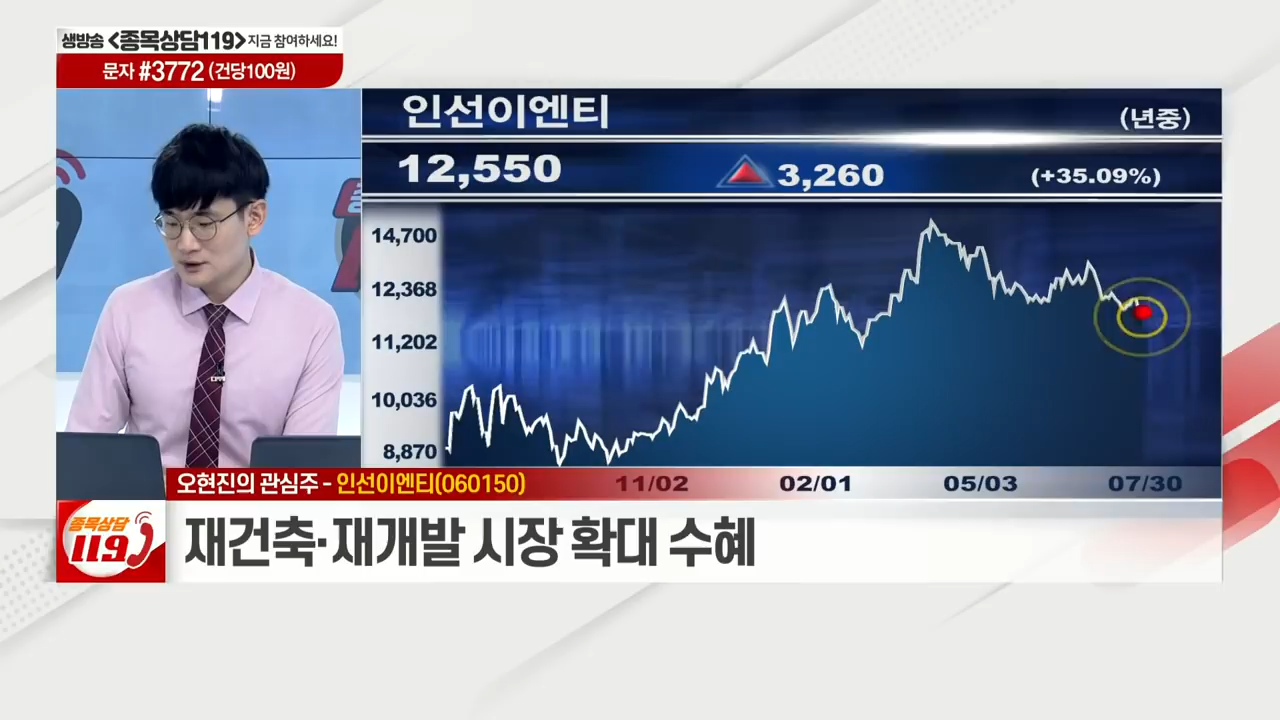 생방송 <종목상담119> 지금 참여하세요!
문자 #3772 (건당100원)
인선이엔티 (년중)
12,550 ▲ 3,260 (+35.09%)
14,700
12,368
11,202
10,036
8,870
11/02 02/01 05/03 07/30
오현진의 관심주 - 인선이엔티(060150)
종목상담
119
재건축·재개발 시장 확대 수혜